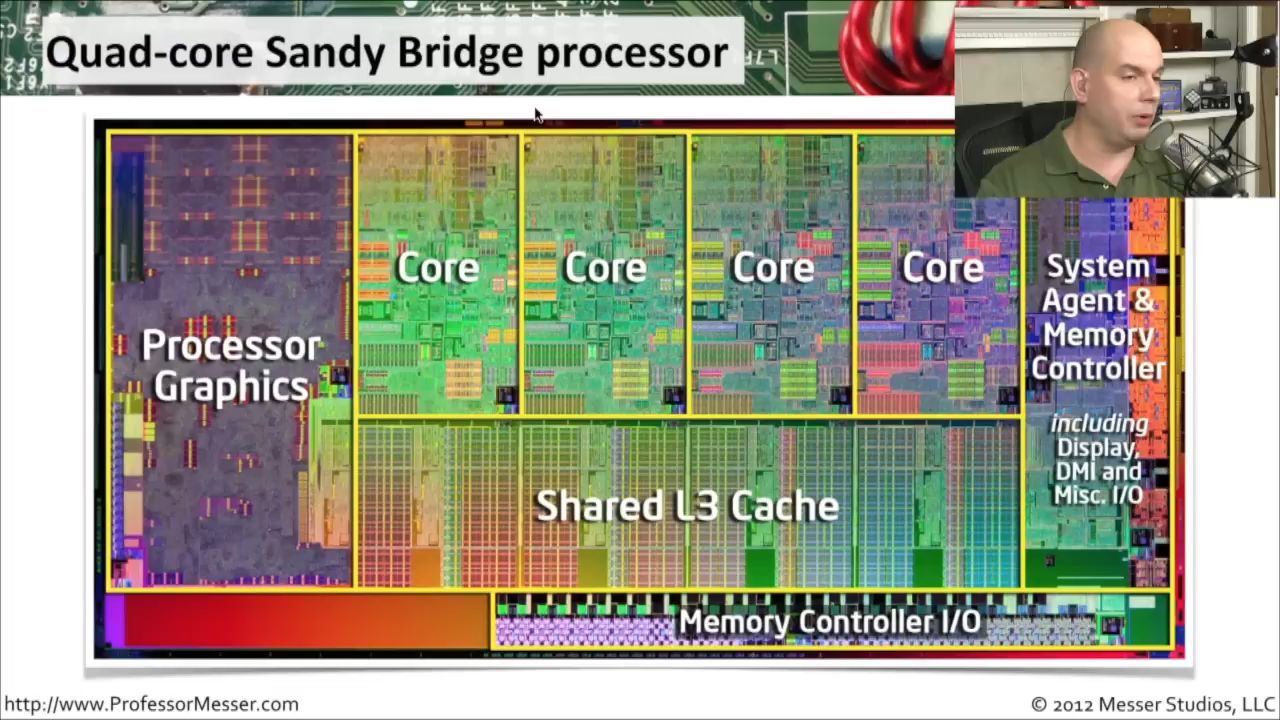 Quad-core Sandy Bridge processor
Processor
Graphics
Core
Core
Core
Core
System
Agent &
Memory
Controller
including
Display,
DMI and
Misc. I/O
Shared L3 Cache
Memory Controller I/O
http://www.ProfessorMesser.com
© 2012 Messer Studios, LLC